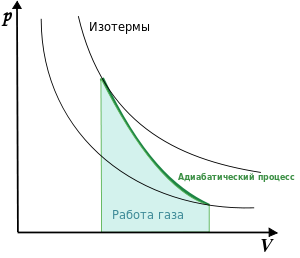 p
Изотермы
Адиабатический процесс
Работа газа
V